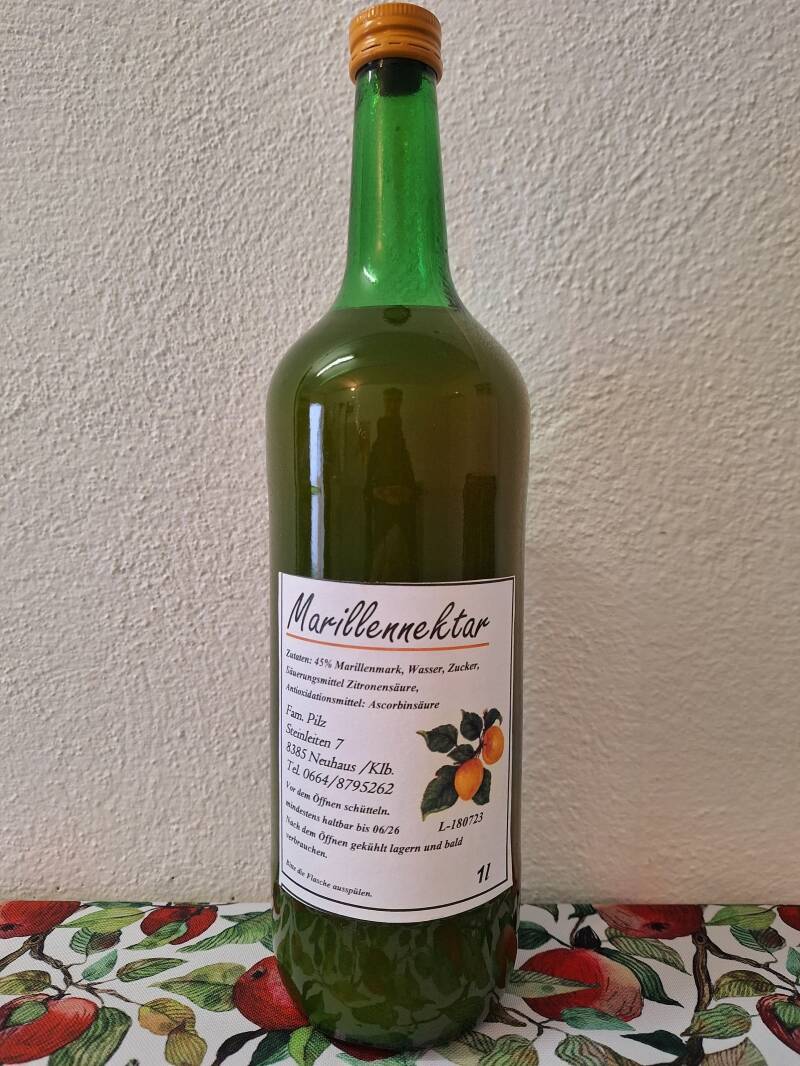 Marillennektar
Zutaten: 45% Marillenmark, Wasser, Zucker,
Säuerungsmittel Zitronensäure,
Antioxidationsmittel: Ascorbinsäure
Fam. Pilz
Steinleiten 7
8385 Neuhaus /Klb.
Tel. 0664/8795262
Vor dem Öffnen schütteln.
mindestens haltbar bis 06/26
L-180723
Nach dem Öffnen gekühlt lagern und bald
verbrauchen.
Bitte die Flasche ausspülen.
1l